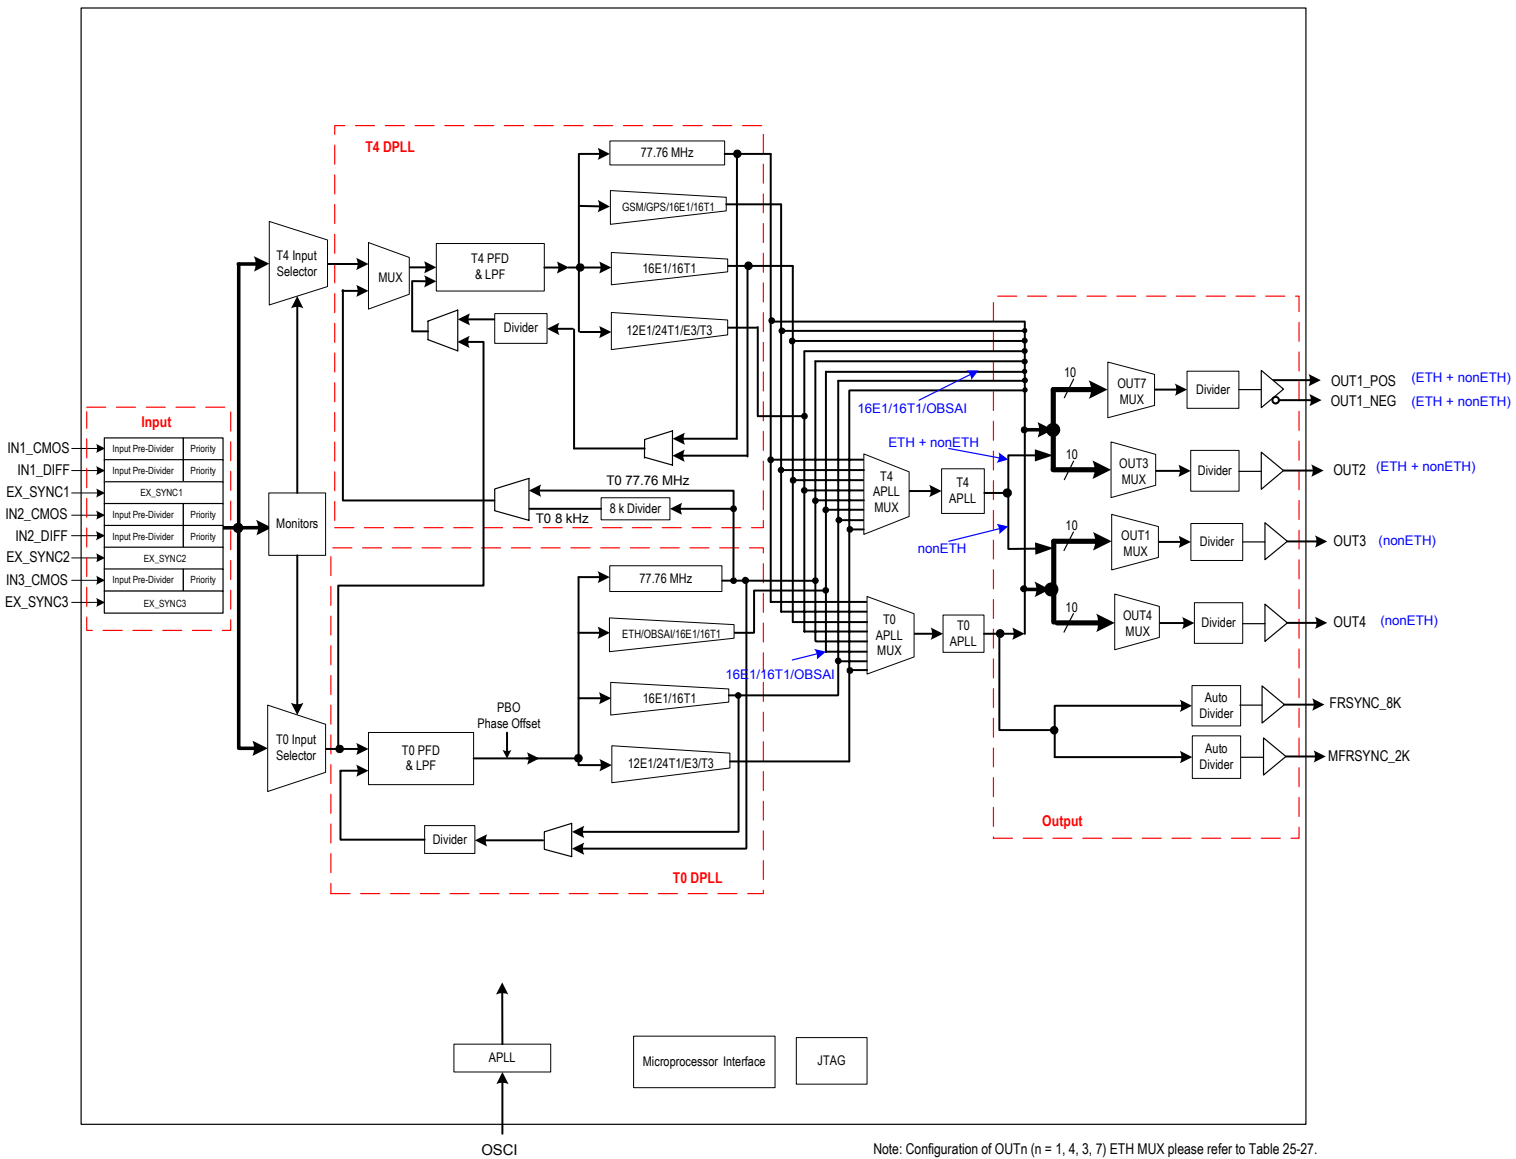 T4 DPLL
77.76 MHz
GSM/GPS/16E1/16T1
T4 Input
Selector
MUX
T4 PFD
& LPF
16E1/16T1
Divider
12E1/24T1/E3/T3
16E1/16T1/OBSAI
ETH + nonETH
nonETH
T0 77.76 MHz
8 k Divider
T0 8 kHz
T4
APLL
MUX
T4
APLL
Input
IN1_CMOS
Input Pre-Divider
Priority
IN1_DIFF
Input Pre-Divider
Priority
EX_SYNC1
EX_SYNC1
IN2_CMOS
Input Pre-Divider
Priority
IN2_DIFF
Input Pre-Divider
Priority
EX_SYNC2
EX_SYNC2
IN3_CMOS
Input Pre-Divider
Priority
EX_SYNC3
EX_SYNC3
Monitors
77.76 MHz
ETH/OBSAI/16E1/16T1
16E1/16T1
12E1/24T1/E3/T3
PBO
Phase Offset
T0 Input
Selector
T0 PFD
& LPF
Divider
T0 DPLL
T0
APLL
MUX
T0
APLL
16E1/16T1/OBSAI
10
OUT7
MUX
Divider
OUT1_POS
(ETH + nonETH)
OUT1_NEG
(ETH + nonETH)
10
OUT3
MUX
Divider
OUT2
(ETH + nonETH)
10
OUT1
MUX
Divider
OUT3
(nonETH)
10
OUT4
MUX
Divider
OUT4
(nonETH)
Auto
Divider
FRSYNC_8K
Auto
Divider
MFRSYNC_2K
Output
APLL
OSCI
Microprocessor Interface
JTAG
Note: Configuration of OUTn (n = 1, 4, 3, 7) ETH MUX please refer to Table 25-27.